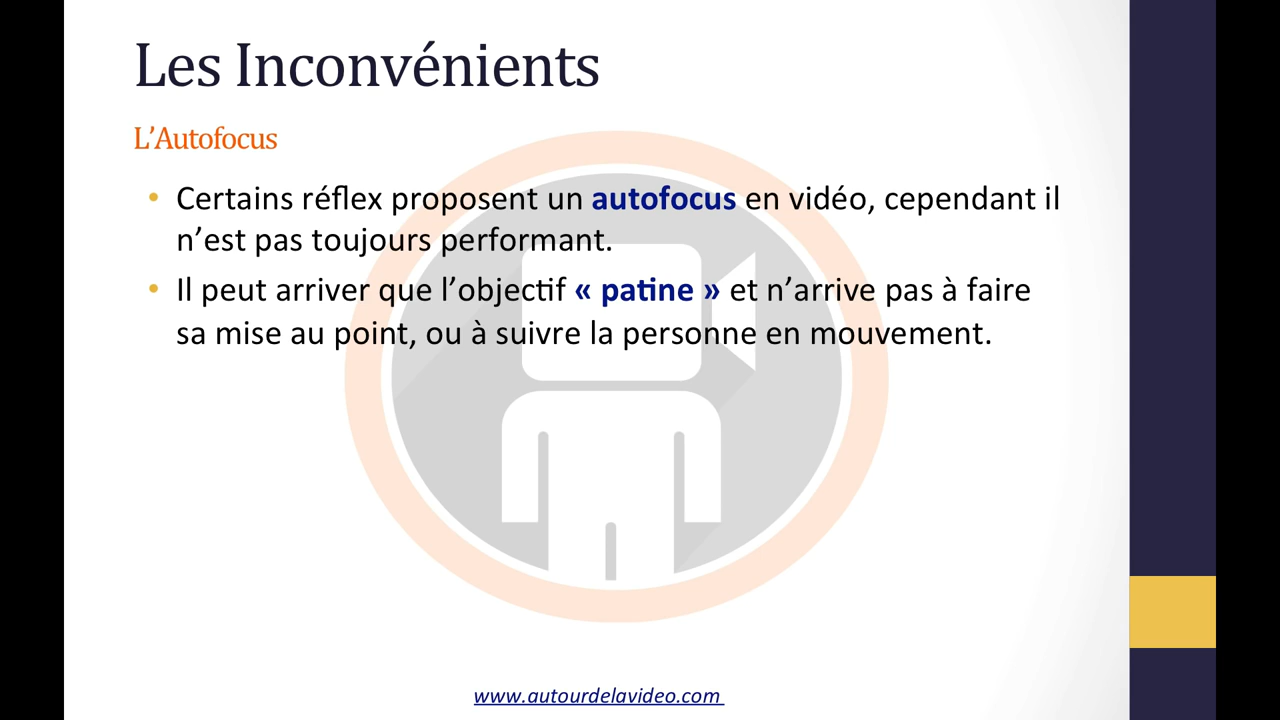 Les Inconvénients
L’Autofocus
• Certains réflex proposent un autofocus en vidéo, cependant il
n’est pas toujours performant.
• Il peut arriver que l’objectif « patine » et n’arrive pas à faire
sa mise au point, ou à suivre la personne en mouvement.
www.autourdelavideo.com